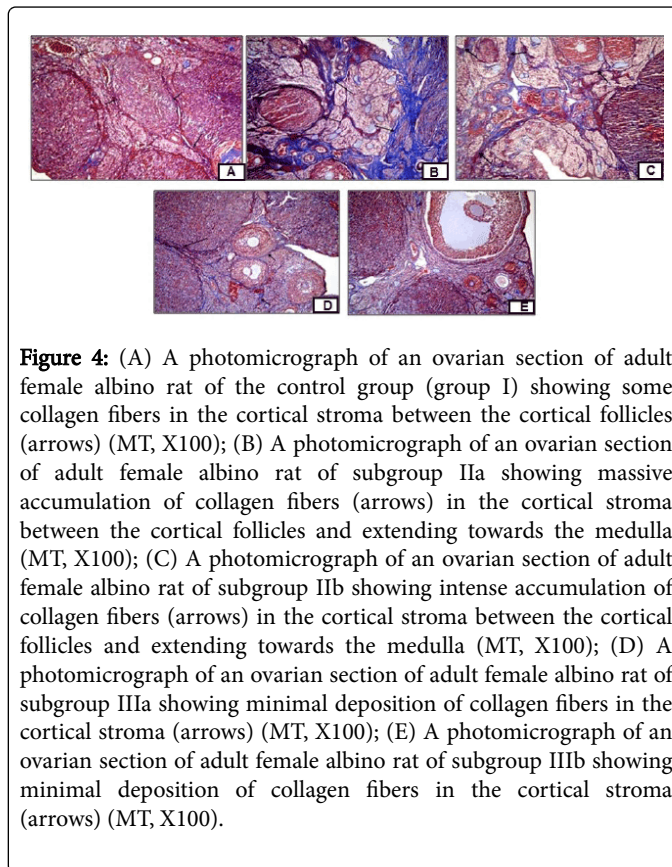 A
B
C
D
E
Figure 4: (A) A photomicrograph of an ovarian section of adult
female albino rat of the control group (group I) showing some
collagen fibers in the cortical stroma between the cortical follicles
(arrows) (MT, X100); (B) A photomicrograph of an ovarian section
of adult female albino rat of subgroup IIa showing massive
accumulation of collagen fibers (arrows) in the cortical stroma
between the cortical follicles and extending towards the medulla
(MT, X100); (C) A photomicrograph of an ovarian section of adult
female albino rat of subgroup IIb showing intense accumulation of
collagen fibers (arrows) in the cortical stroma between the cortical
follicles and extending towards the medulla (MT, X100); (D) A
photomicrograph of an ovarian section of adult female albino rat of
subgroup IIIa showing minimal deposition of collagen fibers in the
cortical stroma (arrows) (MT, X100); (E) A photomicrograph of an
ovarian section of adult female albino rat of subgroup IIIb showing
minimal deposition of collagen fibers in the cortical stroma
(arrows) (MT, X100).